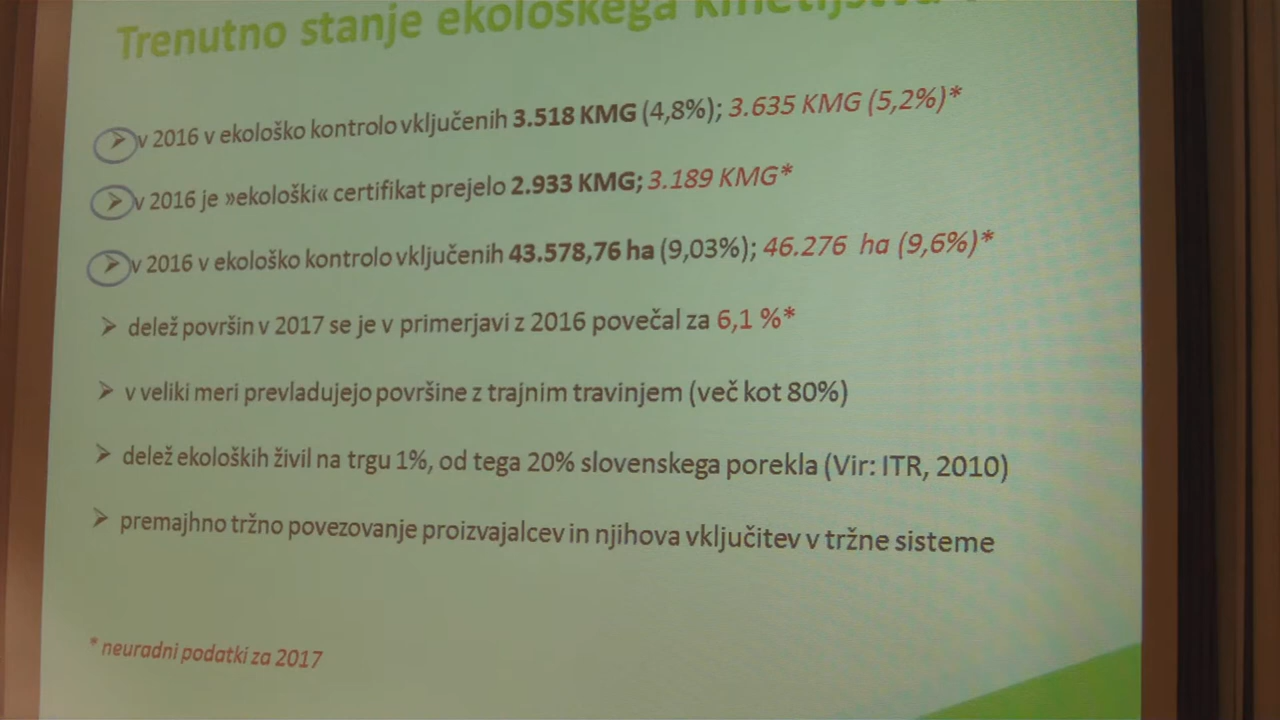 Trenutno stanje ekološkega kmetijstva
➢ v 2016 v ekološko kontrolo vključenih 3.518 KMG (4,8%); 3.635 KMG (5,2%)*
➢ v 2016 je »ekološki« certifikat prejelo 2.933 KMG; 3.189 KMG*
➢ v 2016 v ekološko kontrolo vključenih 43.578,76 ha (9,03%); 46.276 ha (9,6%)*
➢ delež površin v 2017 se je v primerjavi z 2016 povečal za 6,1 %*
➢ v veliki meri prevladujejo površine z trajnim travinjem (več kot 80%)
➢ delež ekoloških živil na trgu 1%, od tega 20% slovenskega porekla (Vir: ITR, 2010)
➢ premajhno tržno povezovanje proizvajalcev in njihova vključitev v tržne sisteme
* neuradni podatki za 2017